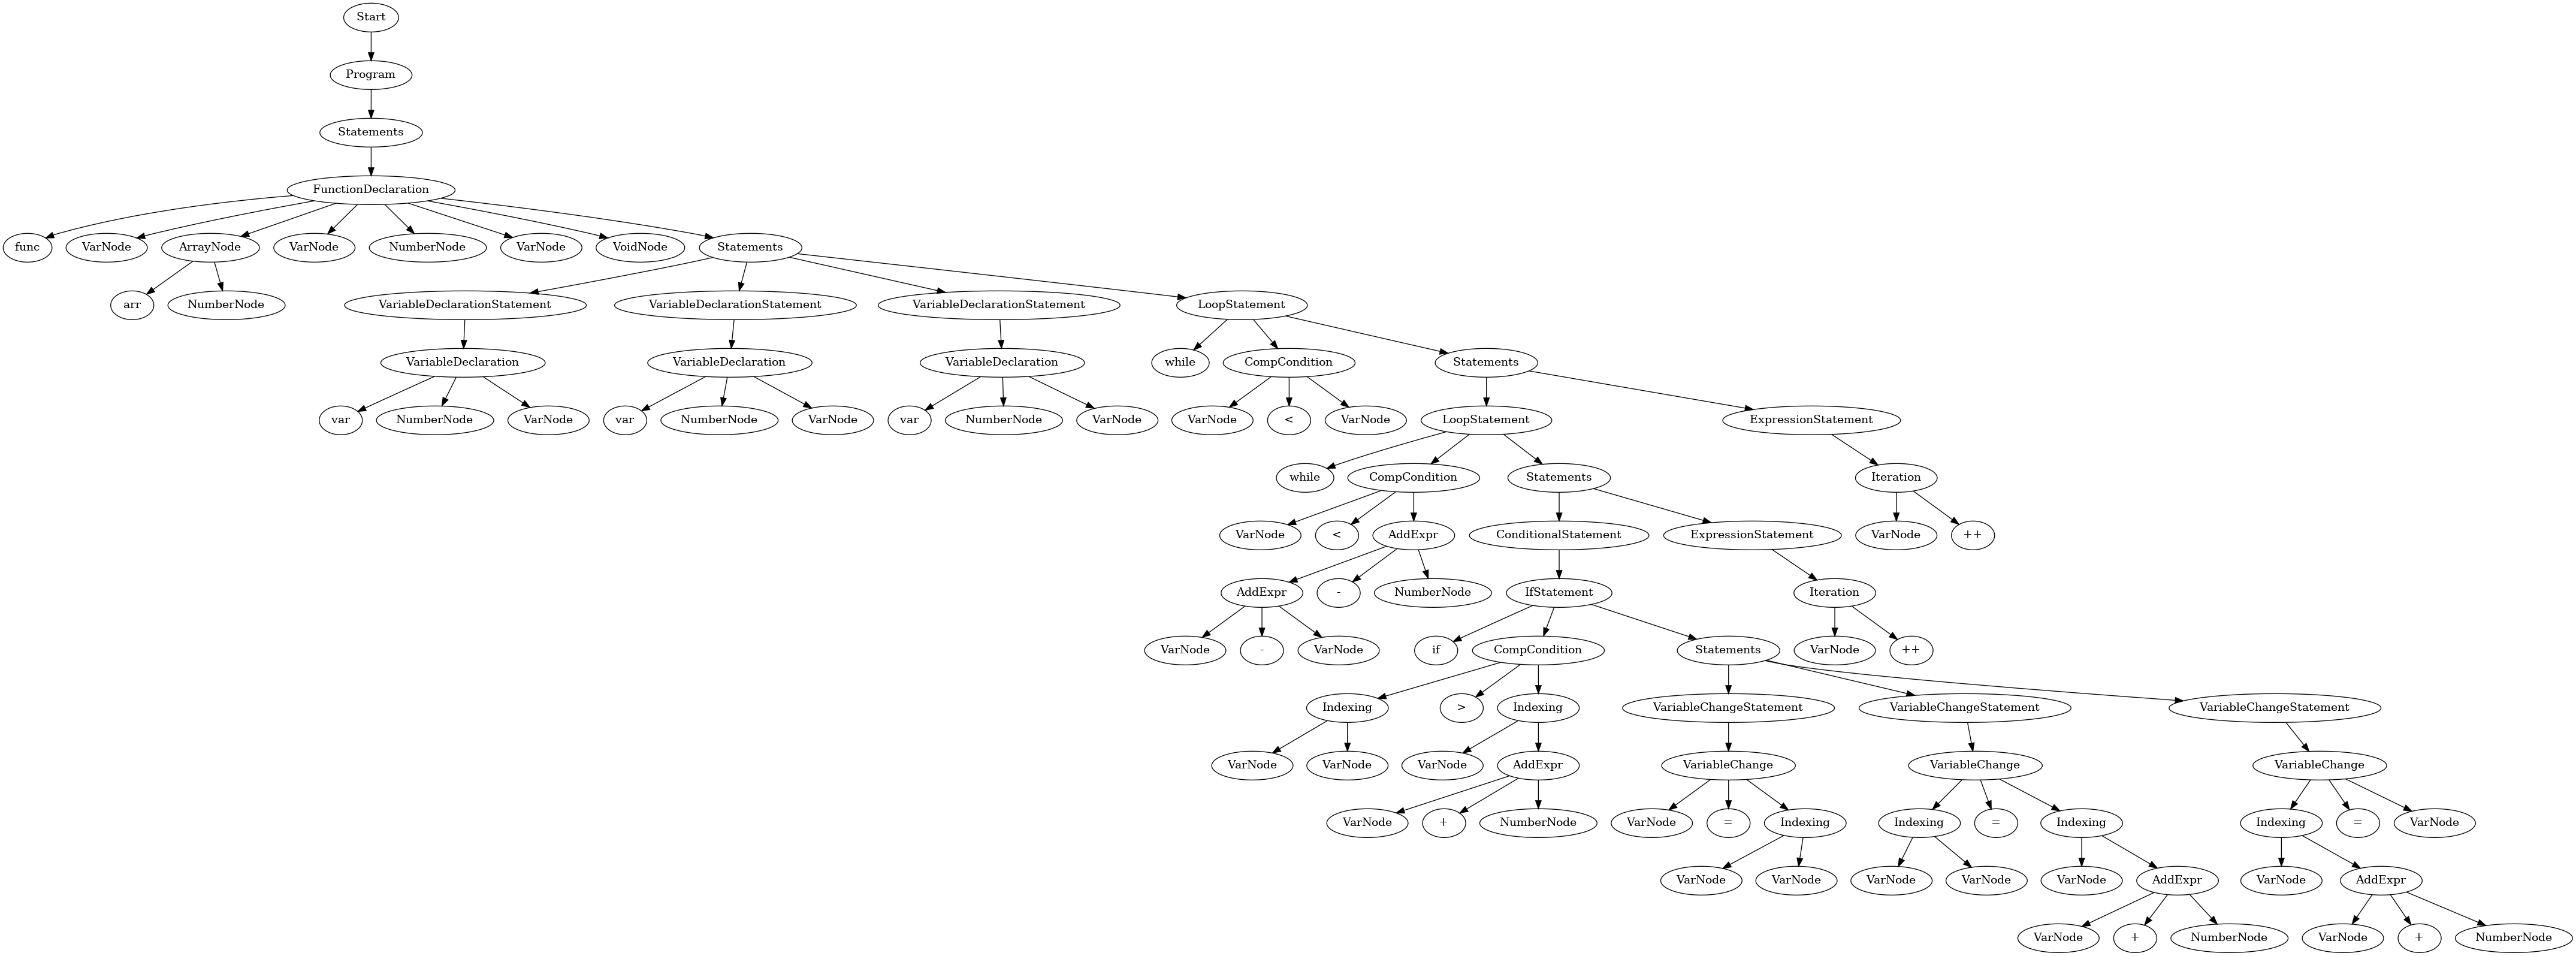 Start
Program
Statements
FunctionDeclaration
func VarNode ArrayNode VarNode NumberNode VarNode VoidNode Statements
arr NumberNode VariableDeclarationStatement VariableDeclarationStatement VariableDeclarationStatement LoopStatement
VariableDeclaration VariableDeclaration VariableDeclaration while CompCondition Statements
var NumberNode VarNode var NumberNode VarNode var NumberNode VarNode VarNode < VarNode LoopStatement ExpressionStatement
while CompCondition Statements Iteration
VarNode < AddExpr ConditionalStatement ExpressionStatement VarNode ++
AddExpr - NumberNode IfStatement Iteration
VarNode - VarNode if CompCondition Statements VarNode ++
Indexing > Indexing VariableChangeStatement VariableChangeStatement VariableChangeStatement
VarNode VarNode VarNode AddExpr VariableChange VariableChange VariableChange
VarNode + NumberNode VarNode = Indexing Indexing = Indexing Indexing = VarNode
VarNode VarNode VarNode VarNode VarNode AddExpr VarNode AddExpr
VarNode + NumberNode VarNode + NumberNode